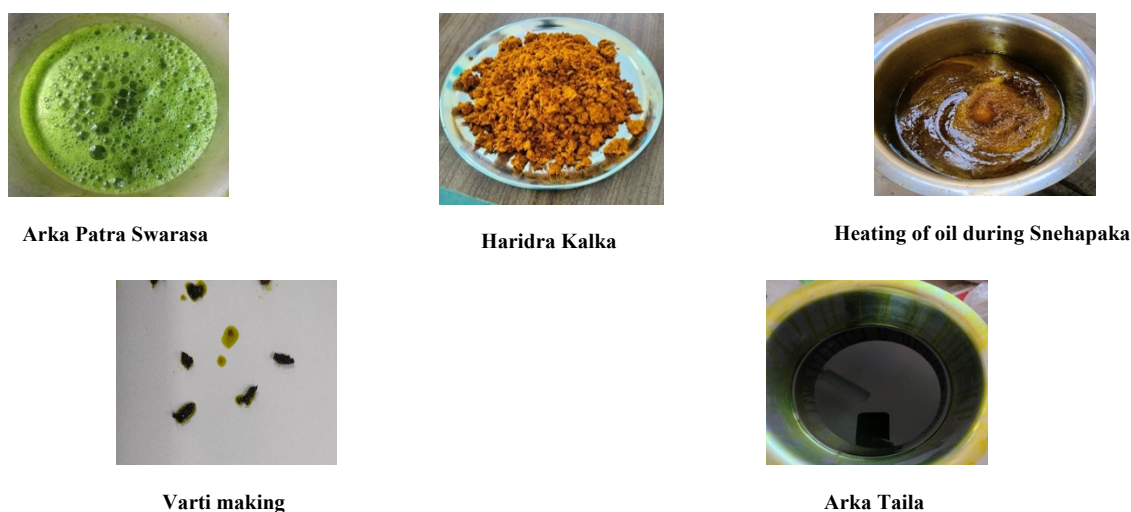 Arka Patra Swarasa
Haridra Kalka
Heating of oil during Snehapaka
Varti making
Arka Taila